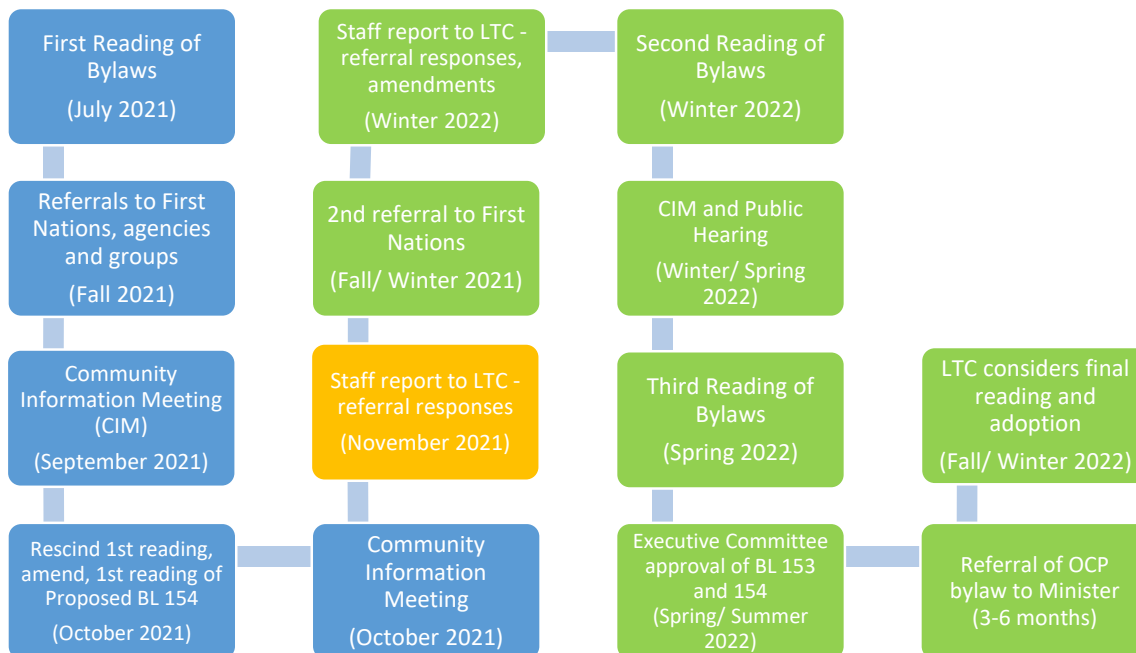 First Reading of
Bylaws
(July 2021)
Referrals to First
Nations, agencies
and groups
(Fall 2021)
Community
Information Meeting
(CIM)
(September 2021)
Rescind 1st reading,
amend, 1st reading of
Proposed BL 154
(October 2021)
Community
Information
Meeting
(October 2021)
Staff report to LTC -
referral responses
(November 2021)
2nd referral to First
Nations
(Fall/ Winter 2021)
Staff report to LTC -
referral responses,
amendments
(Winter 2022)
Second Reading of
Bylaws
(Winter 2022)
CIM and Public
Hearing
(Winter/ Spring
2022)
Third Reading of
Bylaws
(Spring 2022)
Executive Committee
approval of BL 153
and 154
(Spring/ Summer
2022)
Referral of OCP
bylaw to Minister
(3-6 months)
LTC considers final
reading and
adoption
(Fall/ Winter 2022)